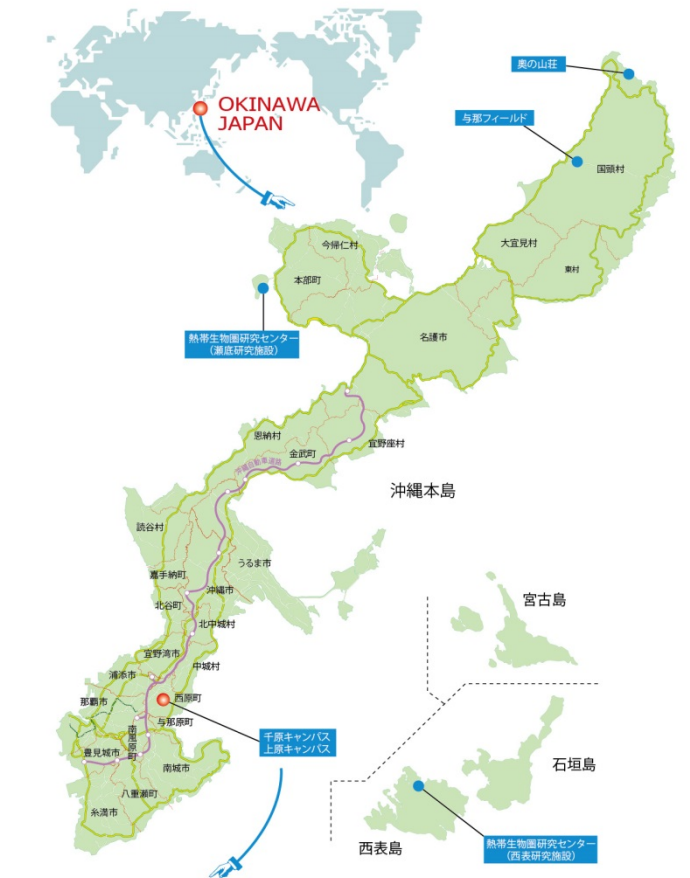 OKINAWA
JAPAN
奥の山荘
与那フィールド
国頭村
大宜見村
東村
今帰仁村
本部町
熱帯生物圏研究センター
（瀬底研究施設）
名護市
恩納村
金武町
宜野座村
沖縄自動車道路
沖縄本島
読谷村
うるま市
嘉手納町
沖縄市
北谷町
北中城村
宜野湾市
中城村
浦添市
那覇市
西原町
与那原町
南風原町
豊見城市
南城市
八重瀬町
糸満市
千原キャンパス
上原キャンパス
宮古島
石垣島
西表島
熱帯生物圏研究センター
（西表研究施設）